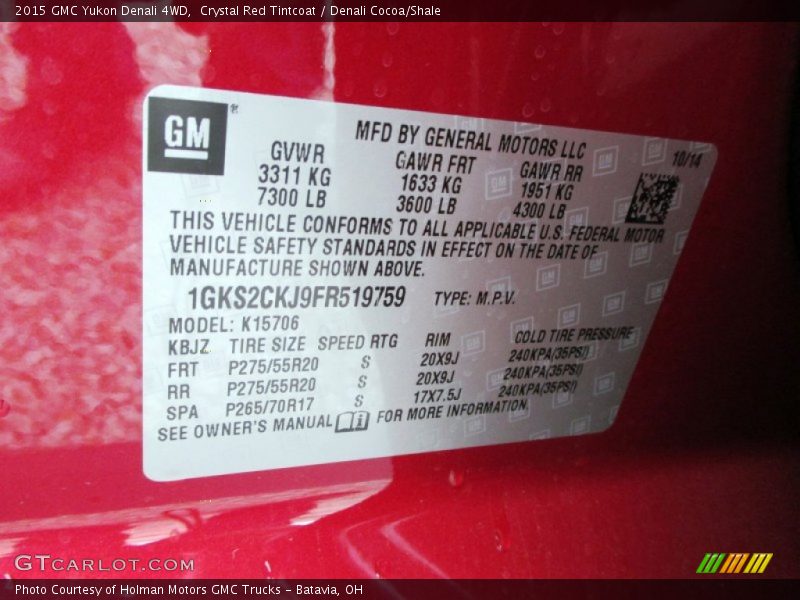 2015 GMC Yukon Denali 4WD,  Crystal Red Tintcoat / Denali Cocoa/Shale
GM
MFD BY GENERAL MOTORS LLC
10/14
GVWR GAWR FRT GAWR RR
3311 KG 1633 KG 1951 KG
7300 LB 3600 LB 4300 LB
THIS VEHICLE CONFORMS TO ALL APPLICABLE U.S. FEDERAL MOTOR
VEHICLE SAFETY STANDARDS IN EFFECT ON THE DATE OF
MANUFACTURE SHOWN ABOVE.
1GKS2CKJ9FR519759 TYPE: M.P.V.
MODEL: K15706
KBJZ TIRE SIZE SPEED RTG RIM COLD TIRE PRESSURE
FRT P275/55R20 S 20X9J 240KPA(35PSI)
RR P275/55R20 S 20X9J 240KPA(35PSI)
SPA P265/70R17 S 17X7.5J 240KPA(35PSI)
SEE OWNER'S MANUAL FOR MORE INFORMATION.
GTCARLOT.COM
Photo Courtesy of Holman Motors GMC Trucks - Batavia, OH